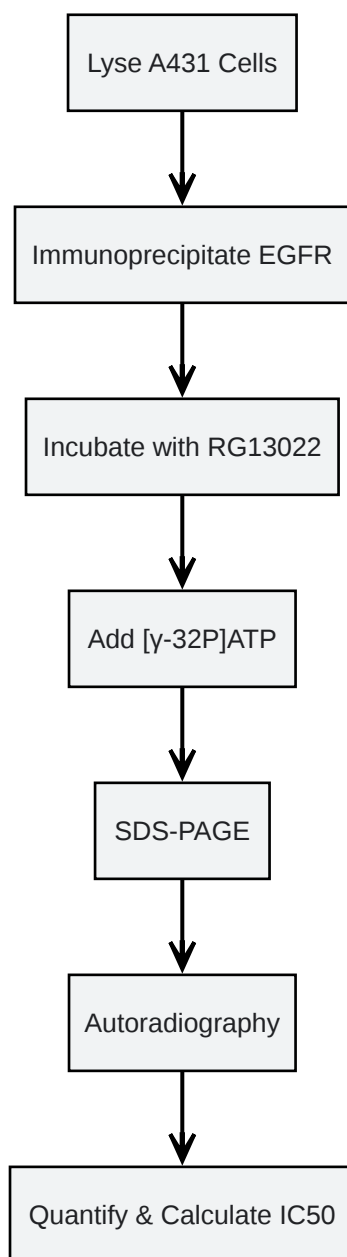 Lyse A431 Cells
Immunoprecipitate EGFR
Incubate with RG13022
Add [γ-32P]ATP
SDS-PAGE
Autoradiography
Quantify & Calculate IC50